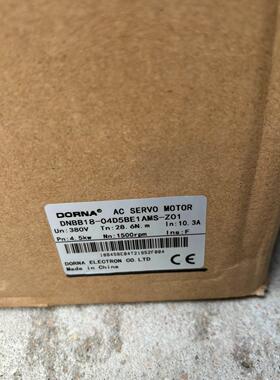 DORNA® AC SERVO MOTOR
DNBB18-04D5BE1AMS-Z01
Un: 380V Tn: 28.6N.m In: 10.3A
Pn: 4.5kw Nn: 1500rpm Ins: F
DORNA ELECTRON CO.LTD
Made in China
CE